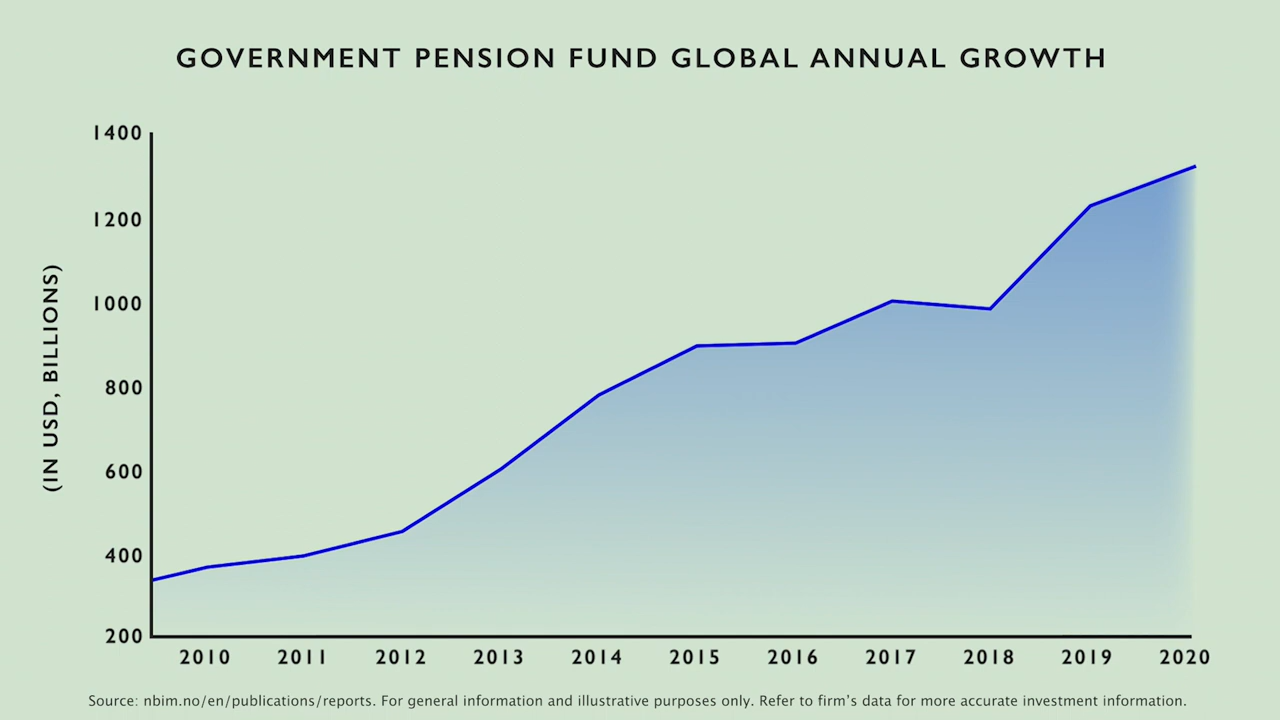 GOVERNMENT PENSION FUND GLOBAL ANNUAL GROWTH
(IN USD, BILLIONS)
1400
1200
1000
800
600
400
200
2010 2011 2012 2013 2014 2015 2016 2017 2018 2019 2020
Source: nbim.no/en/publications/reports. For general information and illustrative purposes only. Refer to firm's data for more accurate investment information.